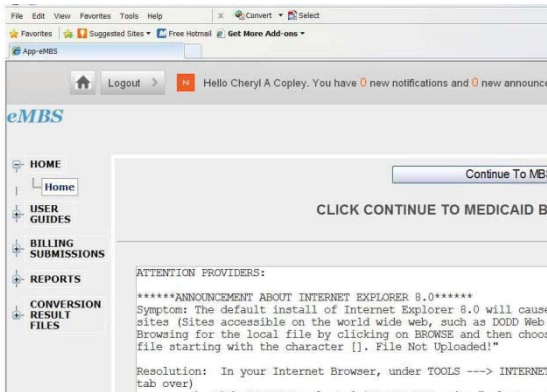 File Edit View Favorites Tools Help x Convert Select
Favorites Suggested Sites Free Hotmail Get More Add-ons
App-eMBS
Logout > N Hello Cheryl A Copley. You have 0 new notifications and 0 new announce
eMBS
HOME
Home
USER
GUIDES
BILLING
SUBMISSIONS
REPORTS
CONVERSION
RESULT
FILES
Continue To MB
CLICK CONTINUE TO MEDICAID B
ATTENTION PROVIDERS:
******ANNOUNCEMENT ABOUT INTERNET EXPLORER 8.0******
Symptom: The default install of Internet Explorer 8.0 will cause
sites (Sites accessible on the world wide web, such as DODD Web
Browsing for the local file by clicking on BROWSE and then choos
file starting with the character []. File Not Uploaded!"
Resolution: In your Internet Browser, under TOOLS ---> INTERNET
tab over)